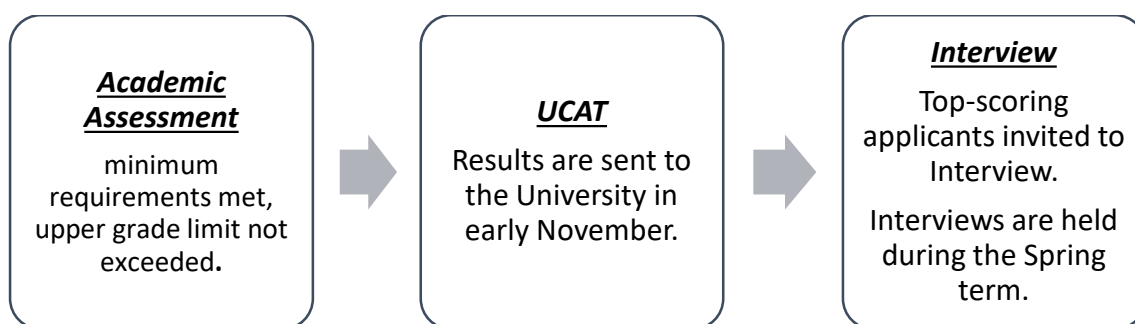 Academic
Assessment
minimum
requirements met,
upper grade limit not
exceeded.
UCAT
Results are sent to
the University in
early November.
Interview
Top-scoring
applicants invited to
Interview.
Interviews are held
during the Spring
term.